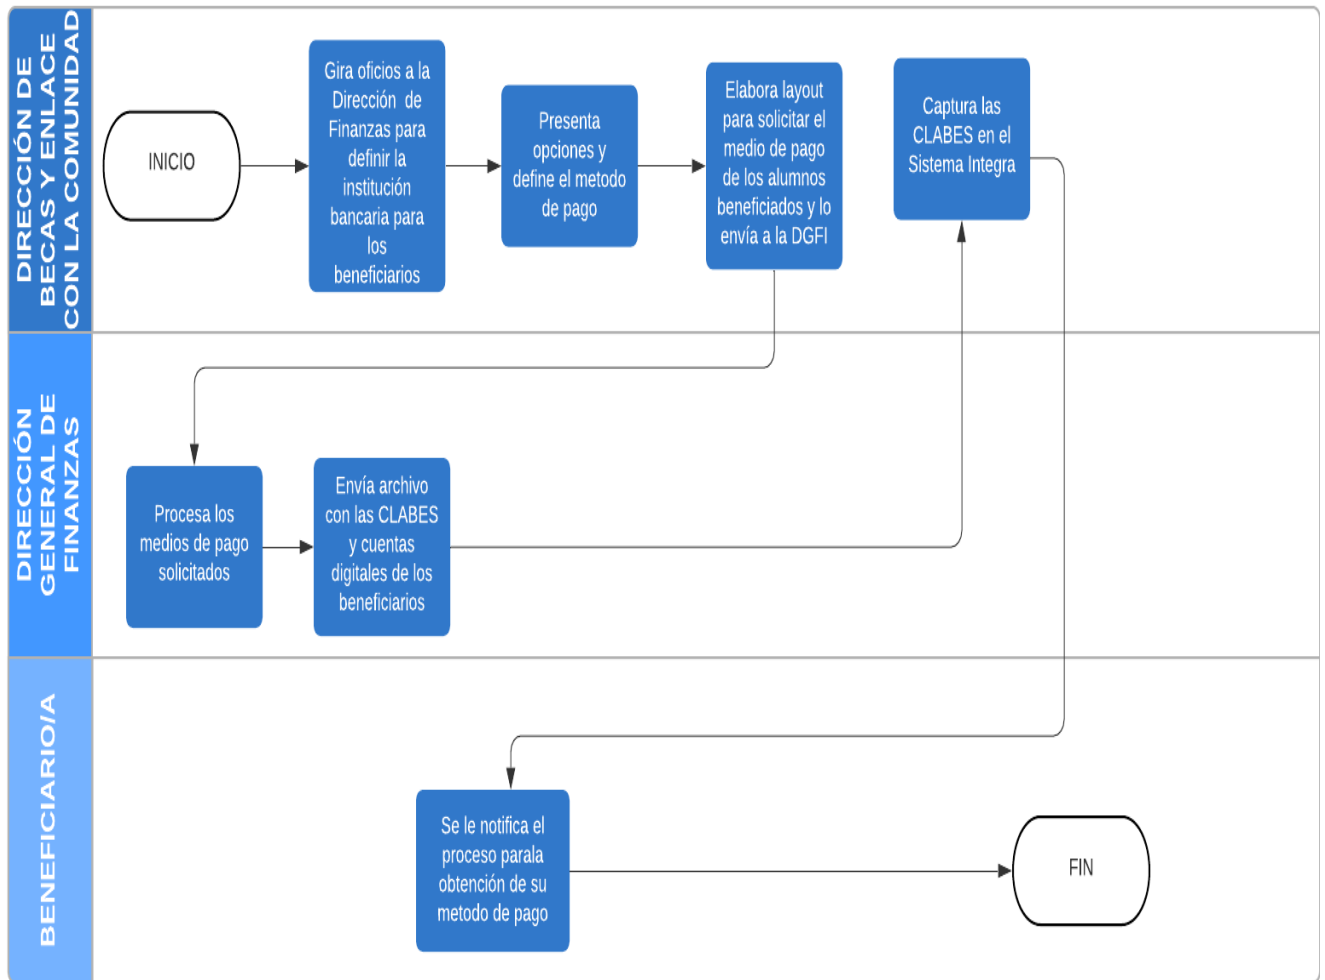 DIRECCIÓN DE
BECAS Y ENLACE
CON LA COMUNIDAD
INICIO
Gira oficios a la
Dirección de
Finanzas para
definir la
institución
bancaria para
los
beneficiarios
Presenta
opciones y
define el metodo
de pago
Elabora layout
para solicitar el
medio de pago
de los alumnos
beneficiados y lo
envía a la DGFI
Captura las
CLABES en el
Sistema Integra
DIRECCIÓN
GENERAL DE
FINANZAS
Procesa los
medios de pago
solicitados
Envía archivo
con las CLABES
y cuentas
digitales de los
beneficiarios
BENEFICIARIO/A
Se le notifica el
proceso parala
obtención de su
metodo de pago
FIN